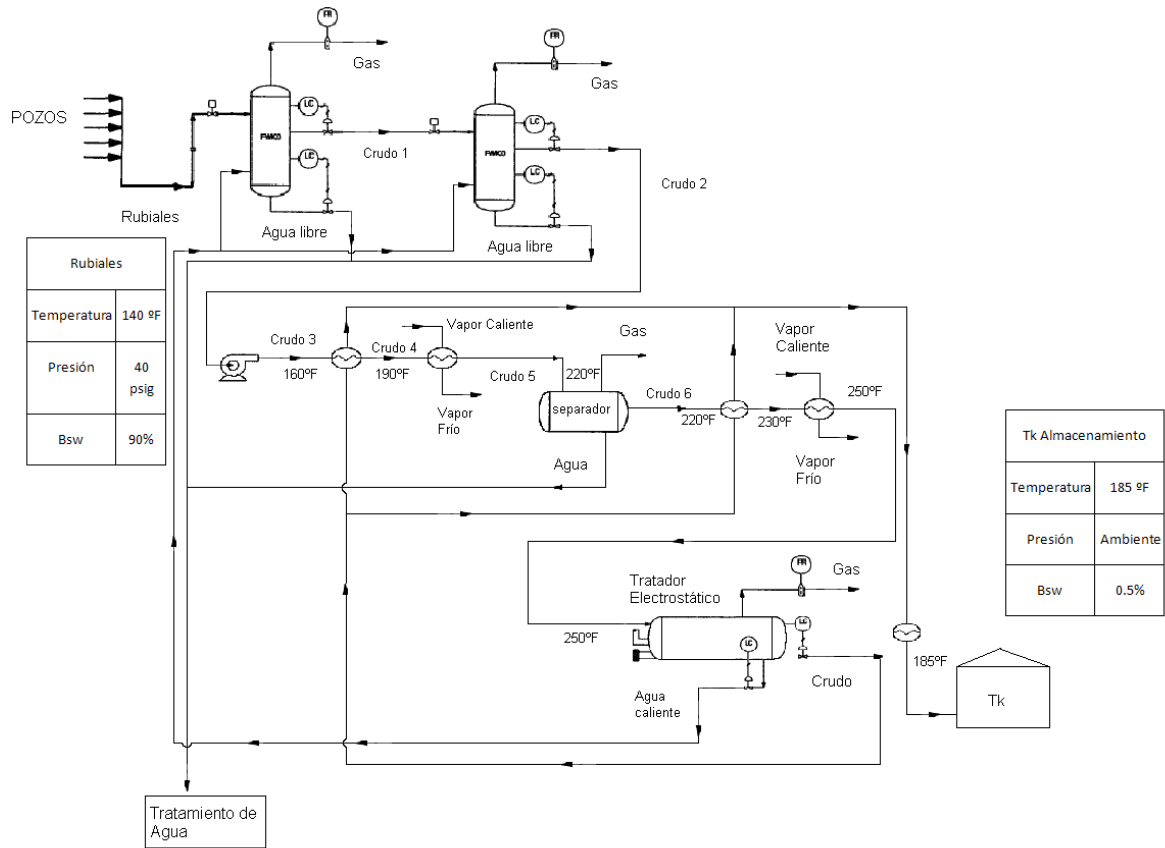 FR
Gas
FR
Gas
POZOS
LC
LC
FWKO
FWKO
LC
Crudo 1
LC
Crudo 2
Rubiales
Agua libre
Agua libre
Rubiales
Temperatura
140 ºF
Presión
40
psig
Bsw
90%
Vapor Caliente
Gas
Vapor
Caliente
Crudo 3
Crudo 4
160ºF
190ºF
Crudo 5
220ºF
Crudo 6
250ºF
separador
220ºF
230ºF
Vapor
Frío
Vapor
Frío
Agua
Tk Almacenamiento
Temperatura
185 ºF
Presión
Ambiente
Bsw
0.5%
Tratador
Electrostático
FR
Gas
LC
LC
250ºF
185ºF
Crudo
Agua
caliente
Tk
Tratamiento de
Agua